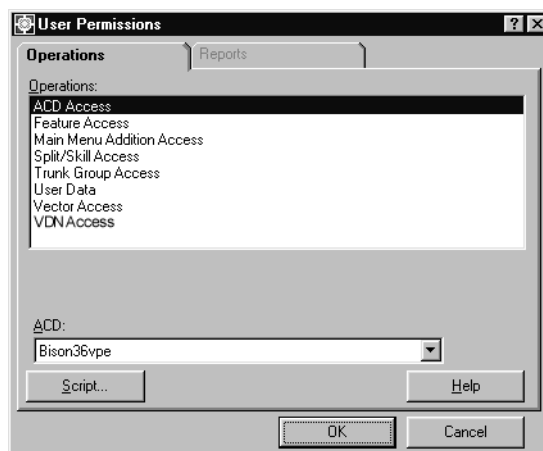 User Permissions
Operations Reports
Operations:
ACD Access
Feature Access
Main Menu Addition Access
Split/Skill Access
Trunk Group Access
User Data
Vector Access
VDN Access
ACD:
Bison36vpe
Script... Help
OK Cancel